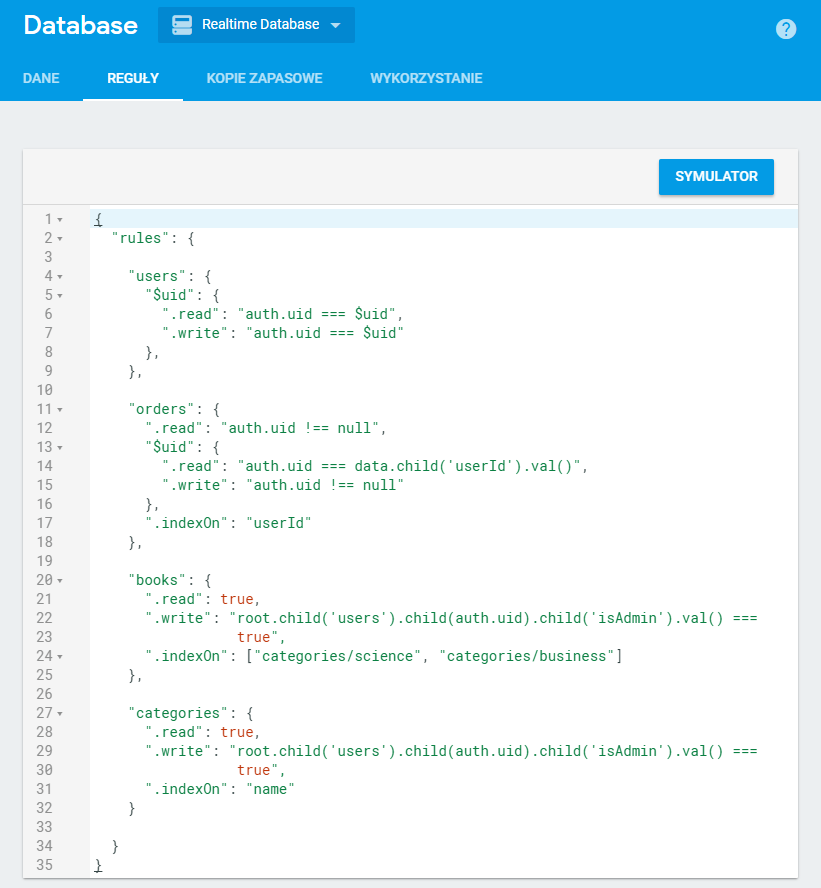 Database Realtime Database ?
DANE REGUŁY KOPIE ZAPASOWE WYKORZYSTANIE
SYMULATOR
1 {
2 "rules": {
3
4 "users": {
5 "$uid": {
6 ".read": "auth.uid === $uid",
7 ".write": "auth.uid === $uid"
8 },
9 },
10
11 "orders": {
12 ".read": "auth.uid !== null",
13 "$uid": {
14 ".read": "auth.uid === data.child('userId').val()",
15 ".write": "auth.uid !== null"
16 },
17 ".indexOn": "userId"
18 },
19
20 "books": {
21 ".read": true,
22 ".write": "root.child('users').child(auth.uid).child('isAdmin').val() ===
23 true",
24 ".indexOn": ["categories/science", "categories/business"]
25 },
26
27 "categories": {
28 ".read": true,
29 ".write": "root.child('users').child(auth.uid).child('isAdmin').val() ===
30 true",
31 ".indexOn": "name"
32 }
33
34 }
35 }